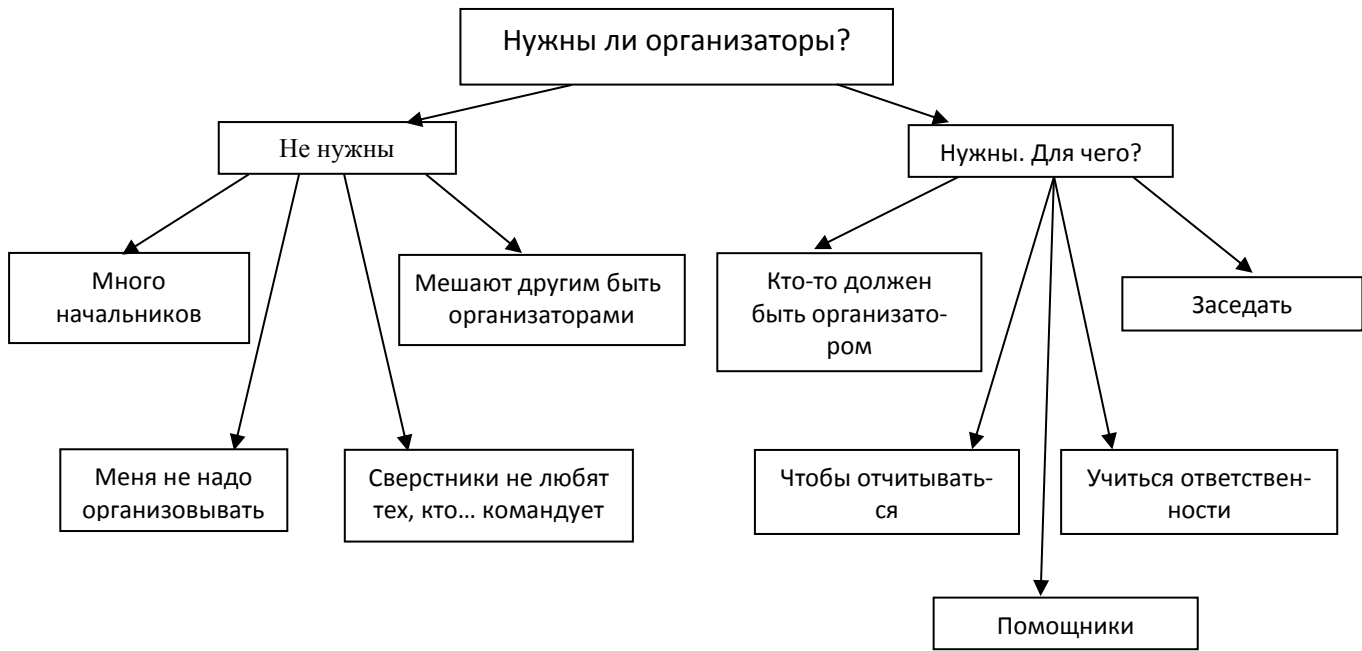 Нужны ли организаторы?
Не нужны
Нужны. Для чего?
Много
начальников
Мешают другим быть
организаторами
Кто-то должен
быть организато-
ром
Заседать
Меня не надо
организовывать
Сверстники не любят
тех, кто… командует
Чтобы отчитывать-
ся
Учиться ответствен-
ности
Помощники